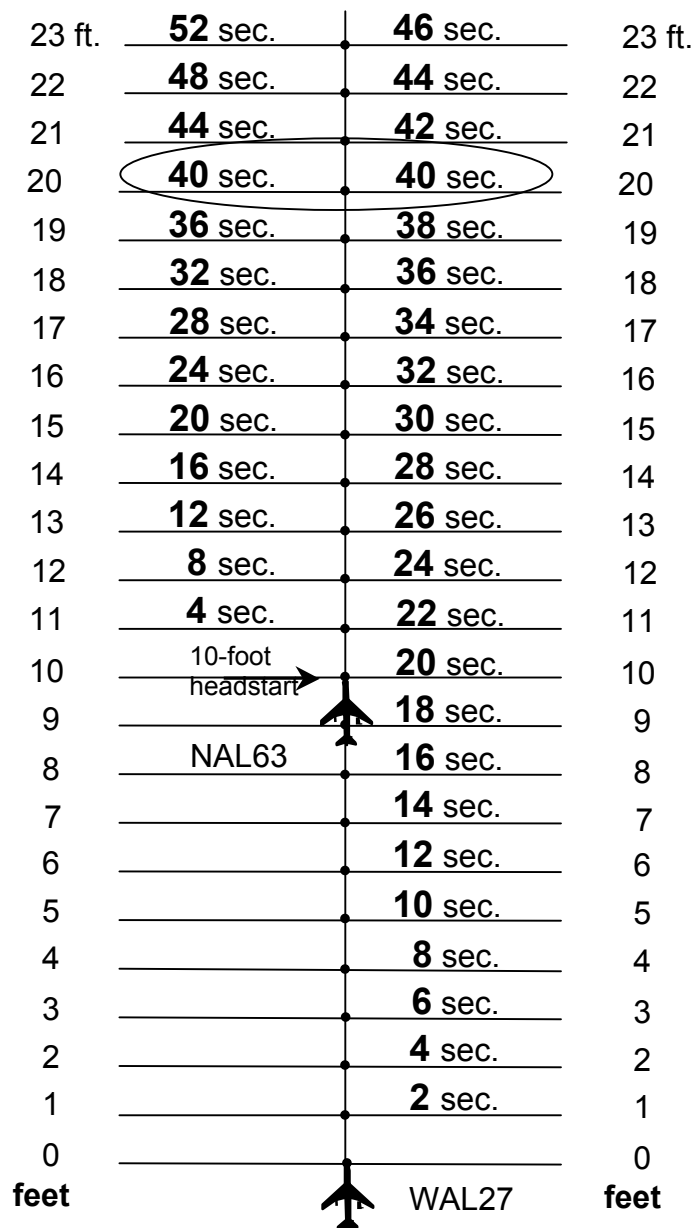 23 ft. 52 sec. 46 sec. 23 ft.
22 48 sec. 44 sec. 22
21 44 sec. 42 sec. 21
20 40 sec. 40 sec. 20
19 36 sec. 38 sec. 19
18 32 sec. 36 sec. 18
17 28 sec. 34 sec. 17
16 24 sec. 32 sec. 16
15 20 sec. 30 sec. 15
14 16 sec. 28 sec. 14
13 12 sec. 26 sec. 13
12 8 sec. 24 sec. 12
11 4 sec. 22 sec. 11
10 10-foot 20 sec. 10
headstart
9 18 sec. 9
8 NAL63 16 sec. 8
7 14 sec. 7
6 12 sec. 6
5 10 sec. 5
4 8 sec. 4
3 6 sec. 3
2 4 sec. 2
1 2 sec. 1
0 0
feet WAL27 feet